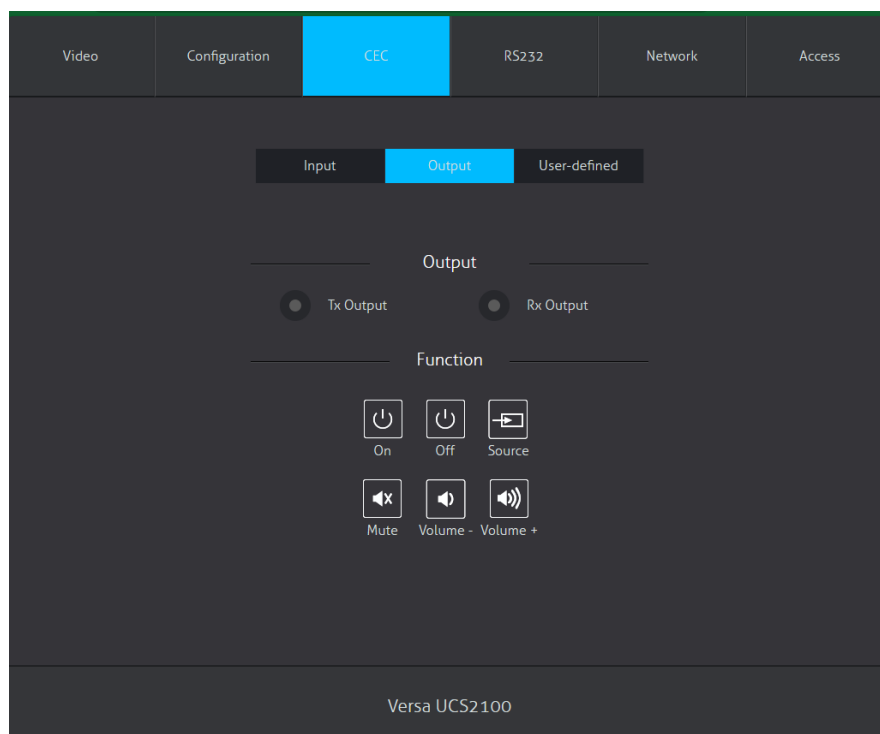 Video Configuration CEC RS232 Network Access
Input Output User-defined
Output
Tx Output Rx Output
Function
On Off Source
Mute Volume - Volume +
Versa UCS2100